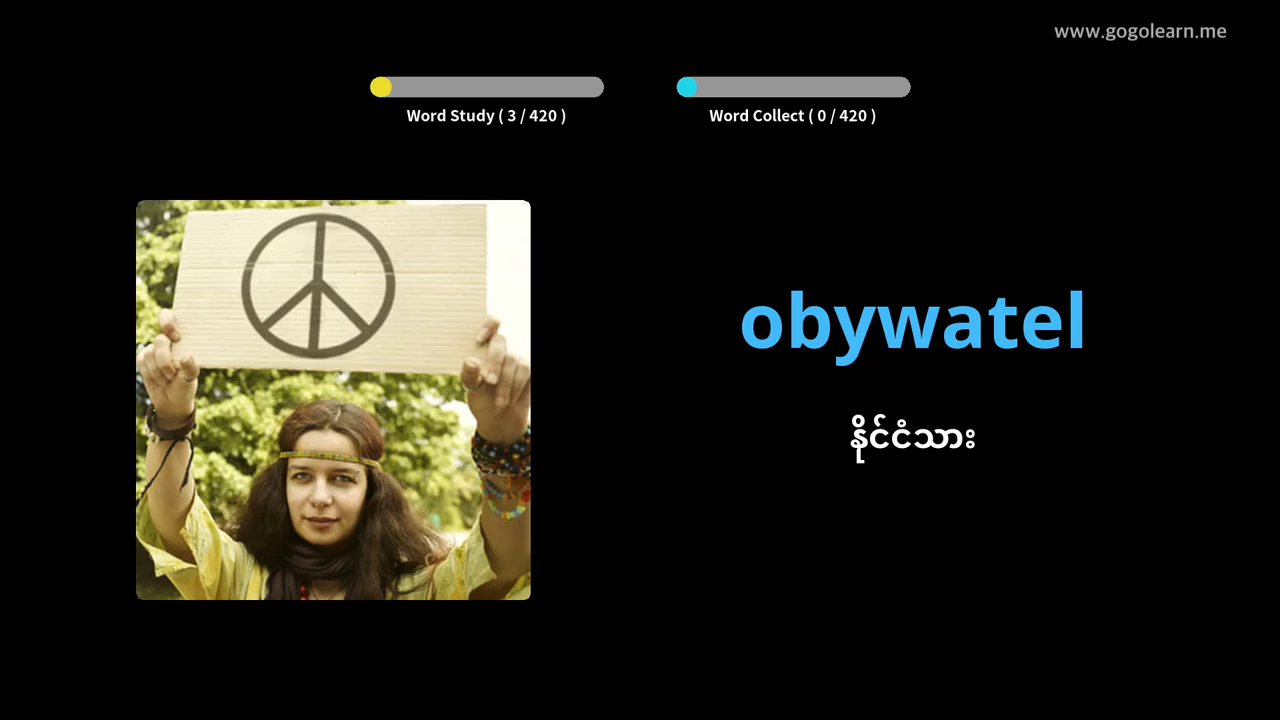 www.gogolearn.me
Word Study ( 3 / 420 )
Word Collect ( 0 / 420 )
obywatel
နိုင်ငံသား